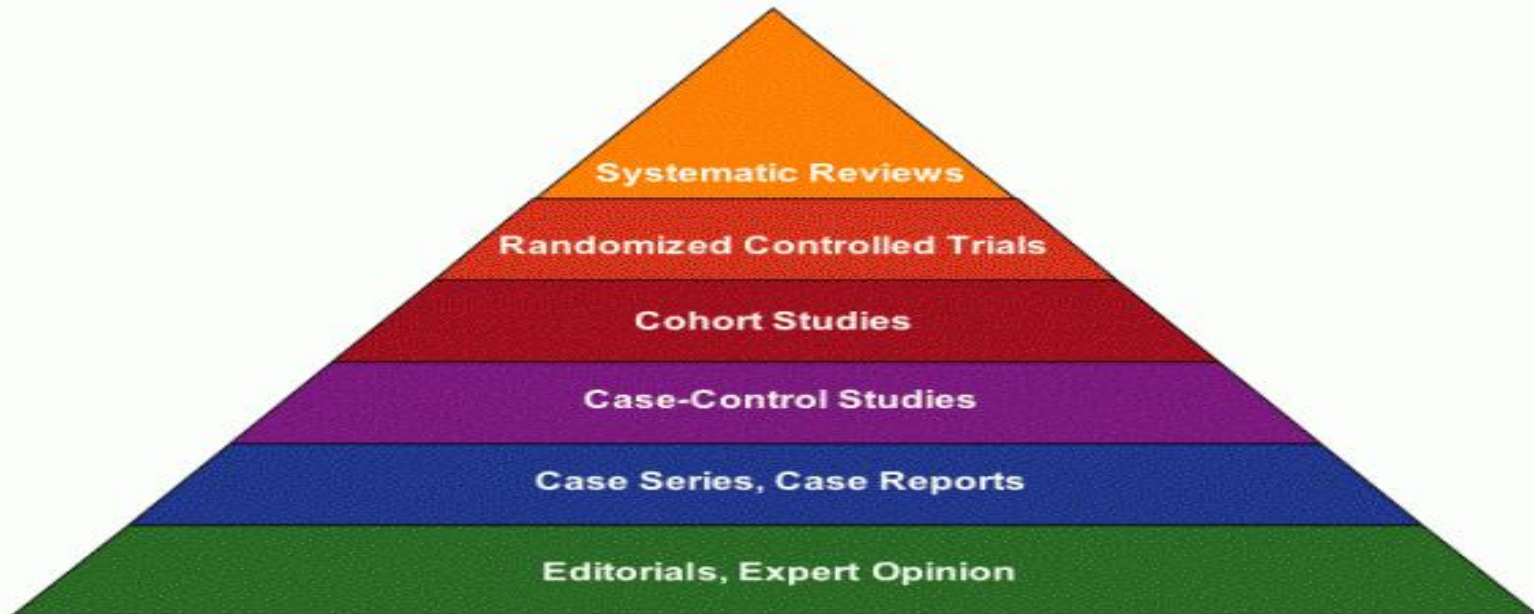 Systematic Reviews
Randomized Controlled Trials
Cohort Studies
Case-Control Studies
Case Series, Case Reports
Editorials, Expert Opinion